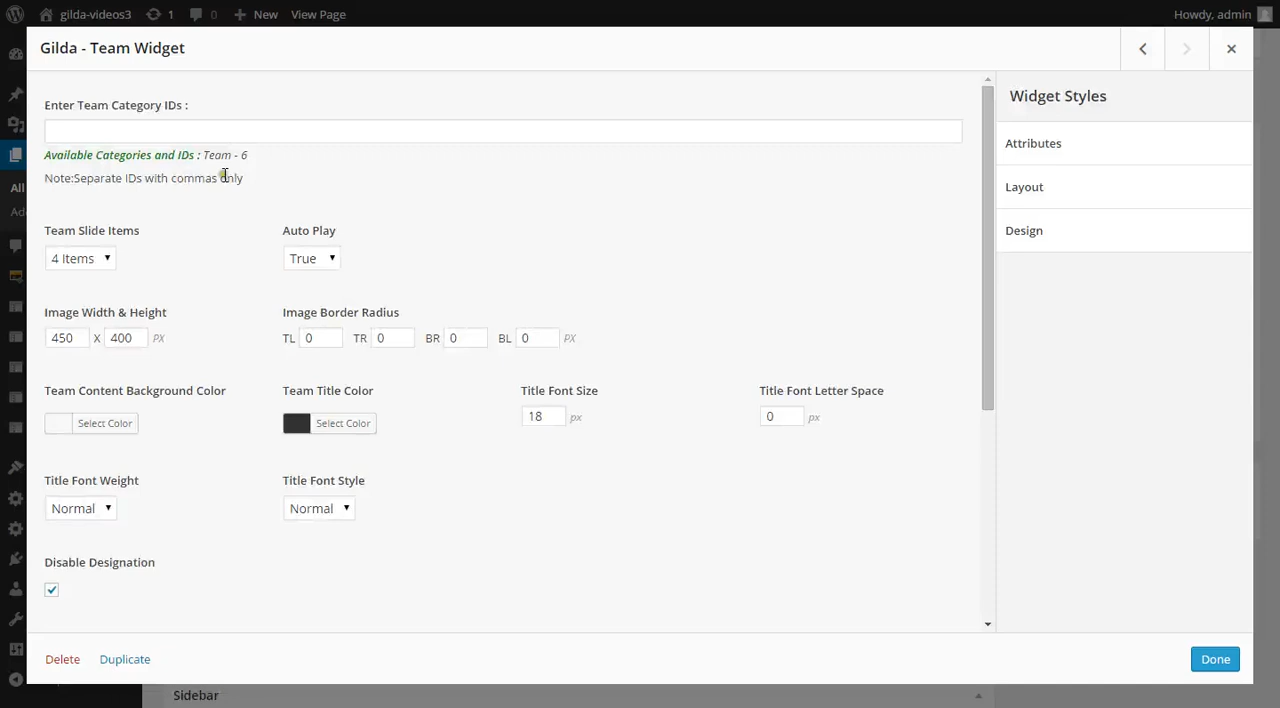 gilda-videos3 1 0 New View Page Howdy, admin
Gilda - Team Widget
Enter Team Category IDs :
Available Categories and IDs : Team - 6
Note:Separate IDs with commas only
Team Slide Items Auto Play
4 Items True
Image Width & Height Image Border Radius
450 X 400 PX TL 0 TR 0 BR 0 BL 0 PX
Team Content Background Color Team Title Color Title Font Size Title Font Letter Space
Select Color Select Color 18 px 0 px
Title Font Weight Title Font Style
Normal Normal
Disable Designation
Delete Duplicate Done
Widget Styles
Attributes
Layout
Design
All
Sidebar